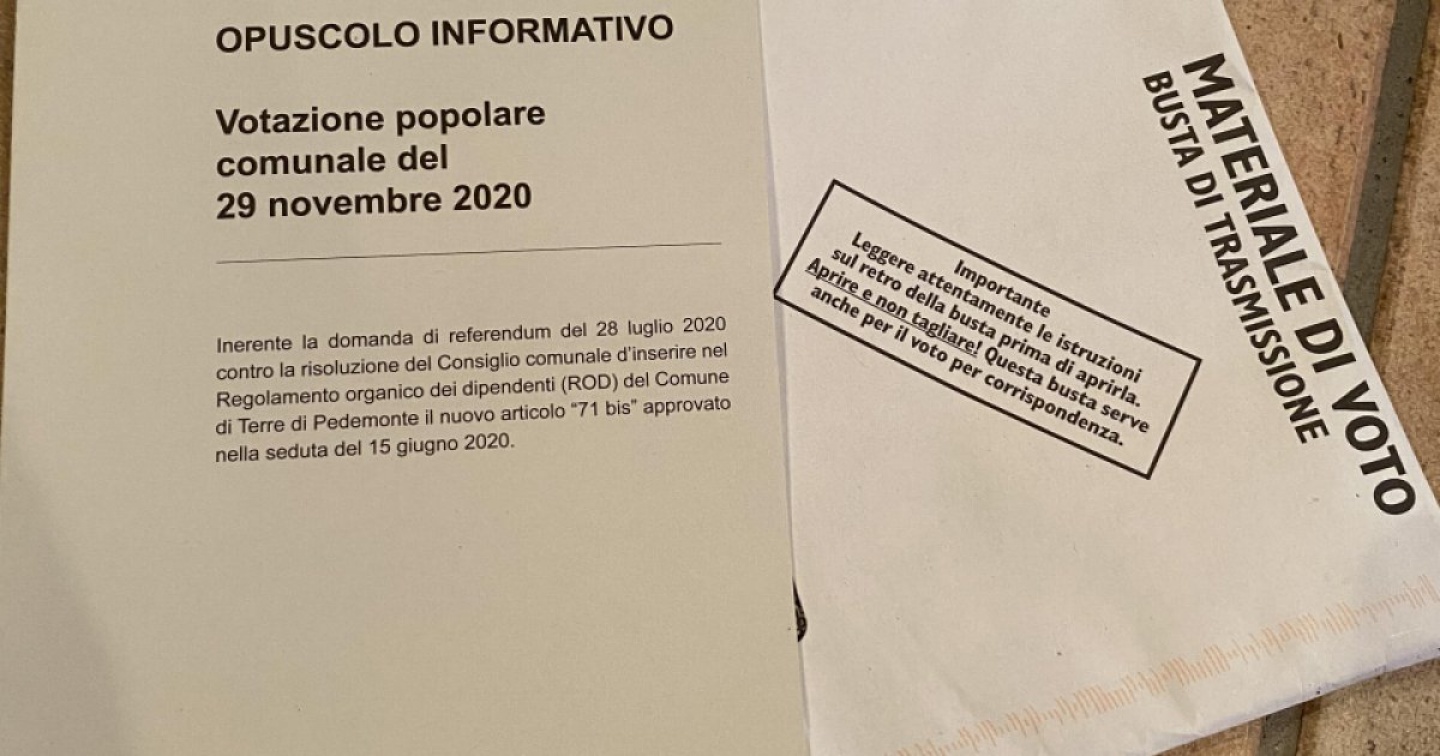 OPUSCOLO INFORMATIVO
Votazione popolare
comunale del
29 novembre 2020
Inerente la domanda di referendum del 28 luglio 2020
contro la risoluzione del Consiglio comunale d'inserire nel
Regolamento organico dei dipendenti (ROD) del Comune
di Terre di Pedemonte il nuovo articolo “71 bis” approvato
nella seduta del 15 giugno 2020.
MATERIALE DI VOTO
BUSTA DI TRASMISSIONE
Importante
Leggere attentamente le istruzioni
sul retro della busta prima di aprirla.
Aprire e non tagliare! Questa busta serve
anche per il voto per corrispondenza.